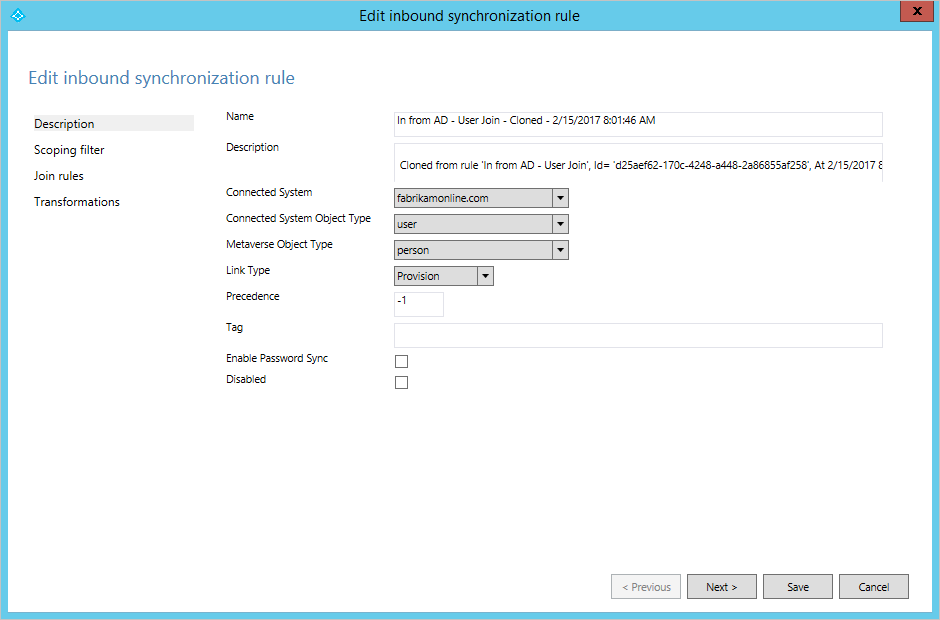 Edit inbound synchronization rule
X
Edit inbound synchronization rule
Description
Scoping filter
Join rules
Transformations
Name
In from AD - User Join - Cloned - 2/15/2017 8:01:46 AM
Description
Cloned from rule 'In from AD - User Join', Id= 'd25aef62-170c-4248-a448-2a86855af258', At 2/15/2017 8
Connected System
fabrikamonline.com
Connected System Object Type
user
Metaverse Object Type
person
Link Type
Provision
Precedence
-1
Tag
Enable Password Sync
Disabled
< Previous
Next >
Save
Cancel